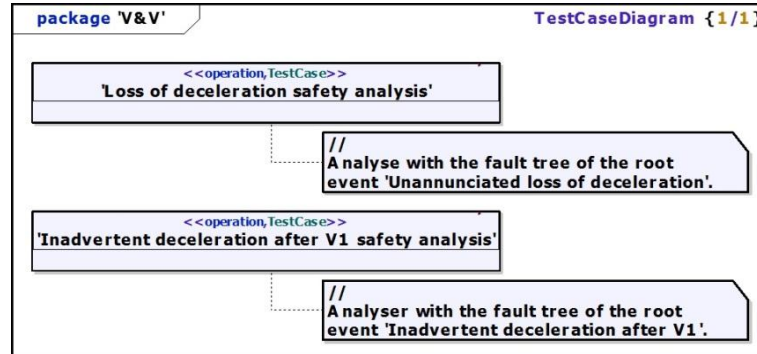 package 'V&V'
TestCaseDiagram {1/1}
<<operation,TestCase>>
'Loss of deceleration safety analysis'
//
Analyse with the fault tree of the root
event 'Unannunciated loss of deceleration'.
<<operation,TestCase>>
'Inadvertent deceleration after V1 safety analysis'
//
Analyser with the fault tree of the root
event 'Inadvertent deceleration after V1'.